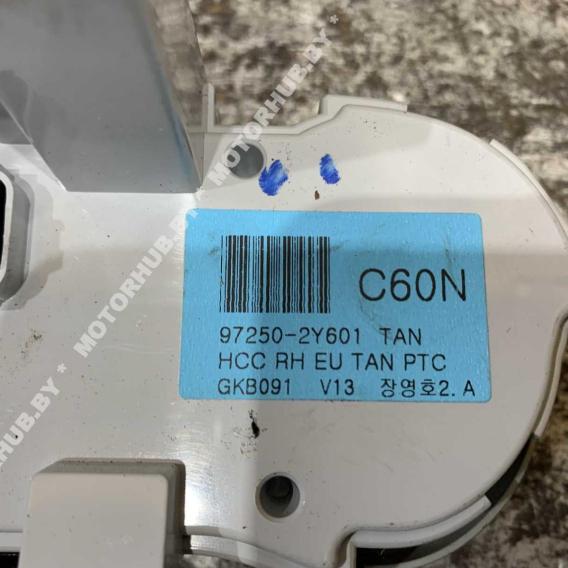 C60N
97250-2Y601 TAN
HCC RH EU TAN PTC
GKB091 V13 장영호2. A
MOTORHUB.BY * MOTORHUB.BY * MOTORHUB.BY *